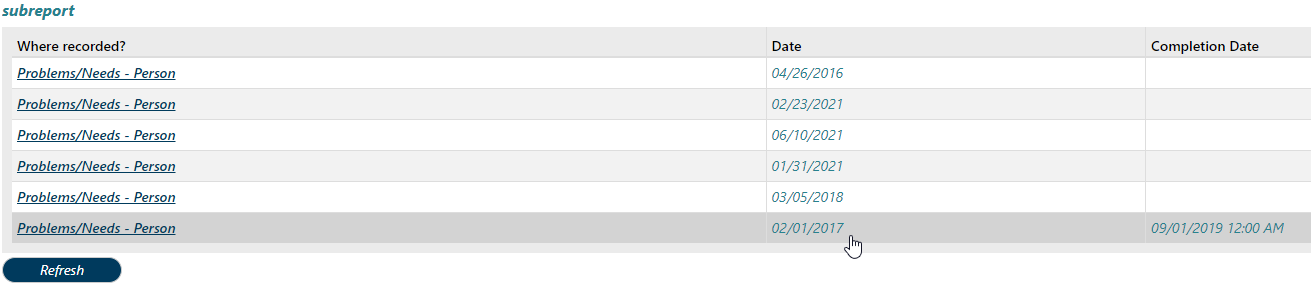 subreport
Where recorded? Date Completion Date
Problems/Needs - Person 04/26/2016
Problems/Needs - Person 02/23/2021
Problems/Needs - Person 06/10/2021
Problems/Needs - Person 01/31/2021
Problems/Needs - Person 03/05/2018
Problems/Needs - Person 02/01/2017 09/01/2019 12:00 AM
Refresh